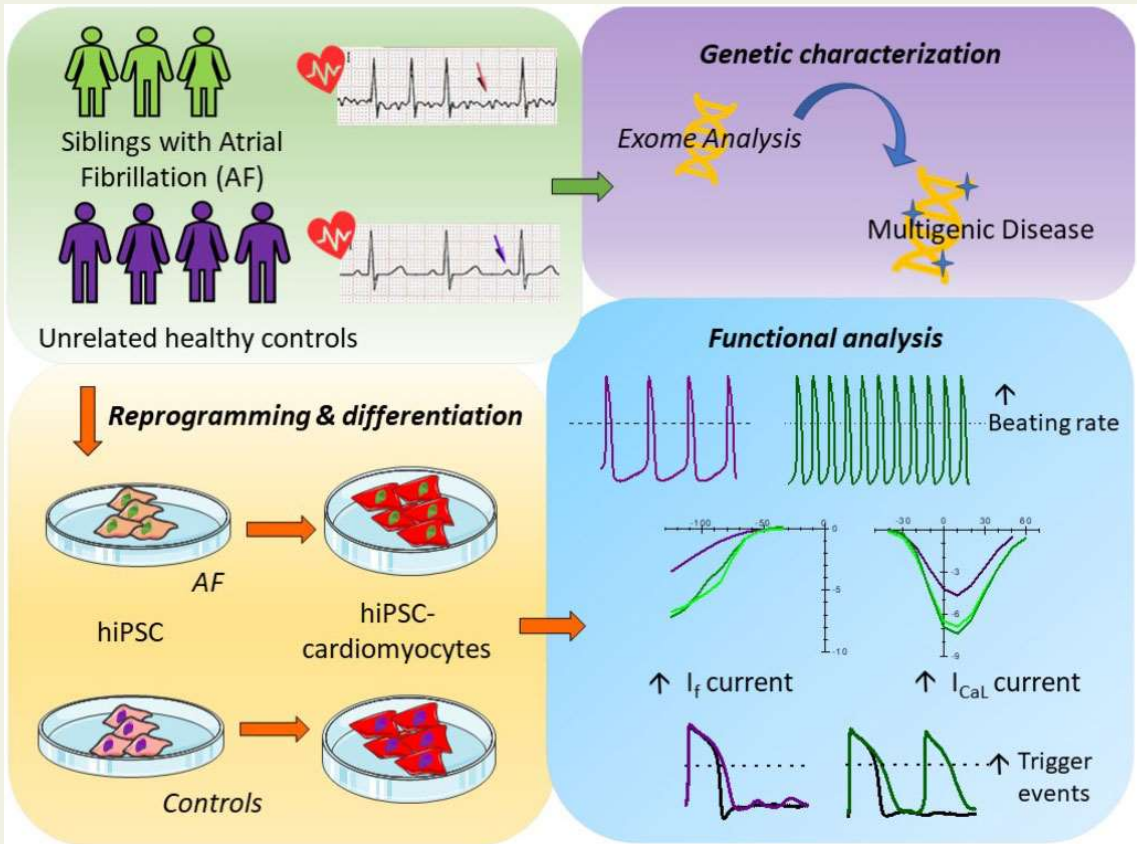 Siblings with Atrial
Fibrillation (AF)
Unrelated healthy controls
Genetic characterization
Exome Analysis
Multigenic Disease
Reprogramming & differentiation
AF
hiPSC
hiPSC-
cardiomyocytes
Controls
Functional analysis
↑
Beating rate
-100 -50 0
-0
-5
-10
-30 0 30 60
-3
-6
-9
↑ If current
↑ ICaL current
↑ Trigger
events